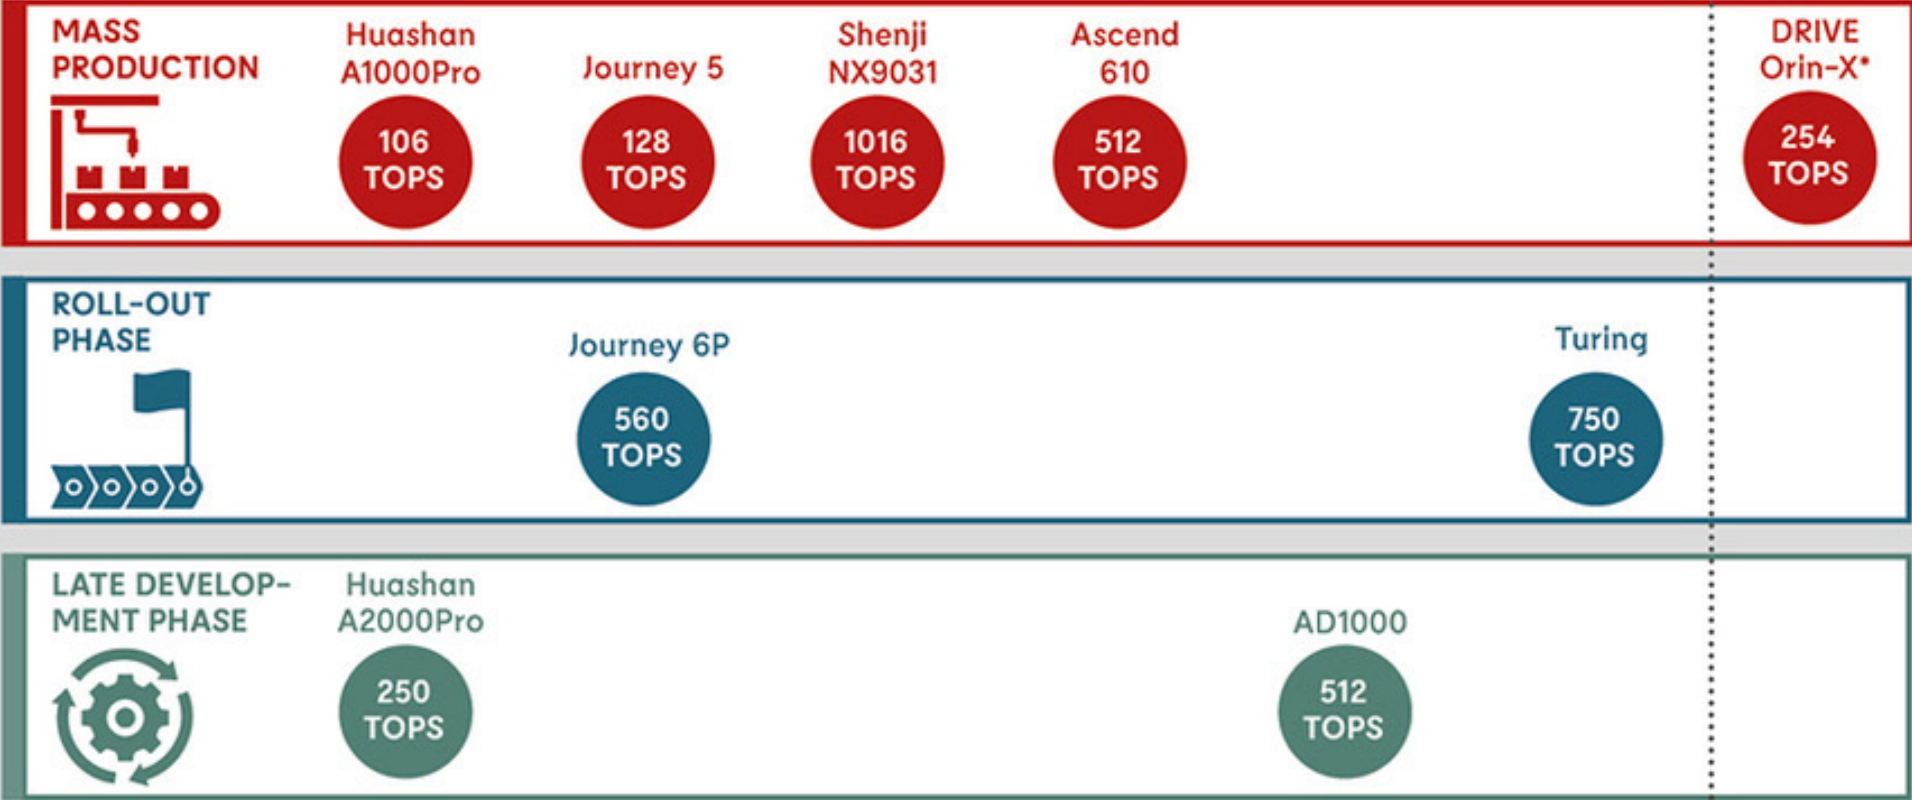 MASS
PRODUCTION
Huashan
A1000Pro
106
TOPS
Journey 5
128
TOPS
Shenji
NX9031
1016
TOPS
Ascend
610
512
TOPS
DRIVE
Orin-X*
254
TOPS
ROLL-OUT
PHASE
Journey 6P
560
TOPS
Turing
750
TOPS
LATE DEVELOP-
MENT PHASE
Huashan
A2000Pro
250
TOPS
AD1000
512
TOPS